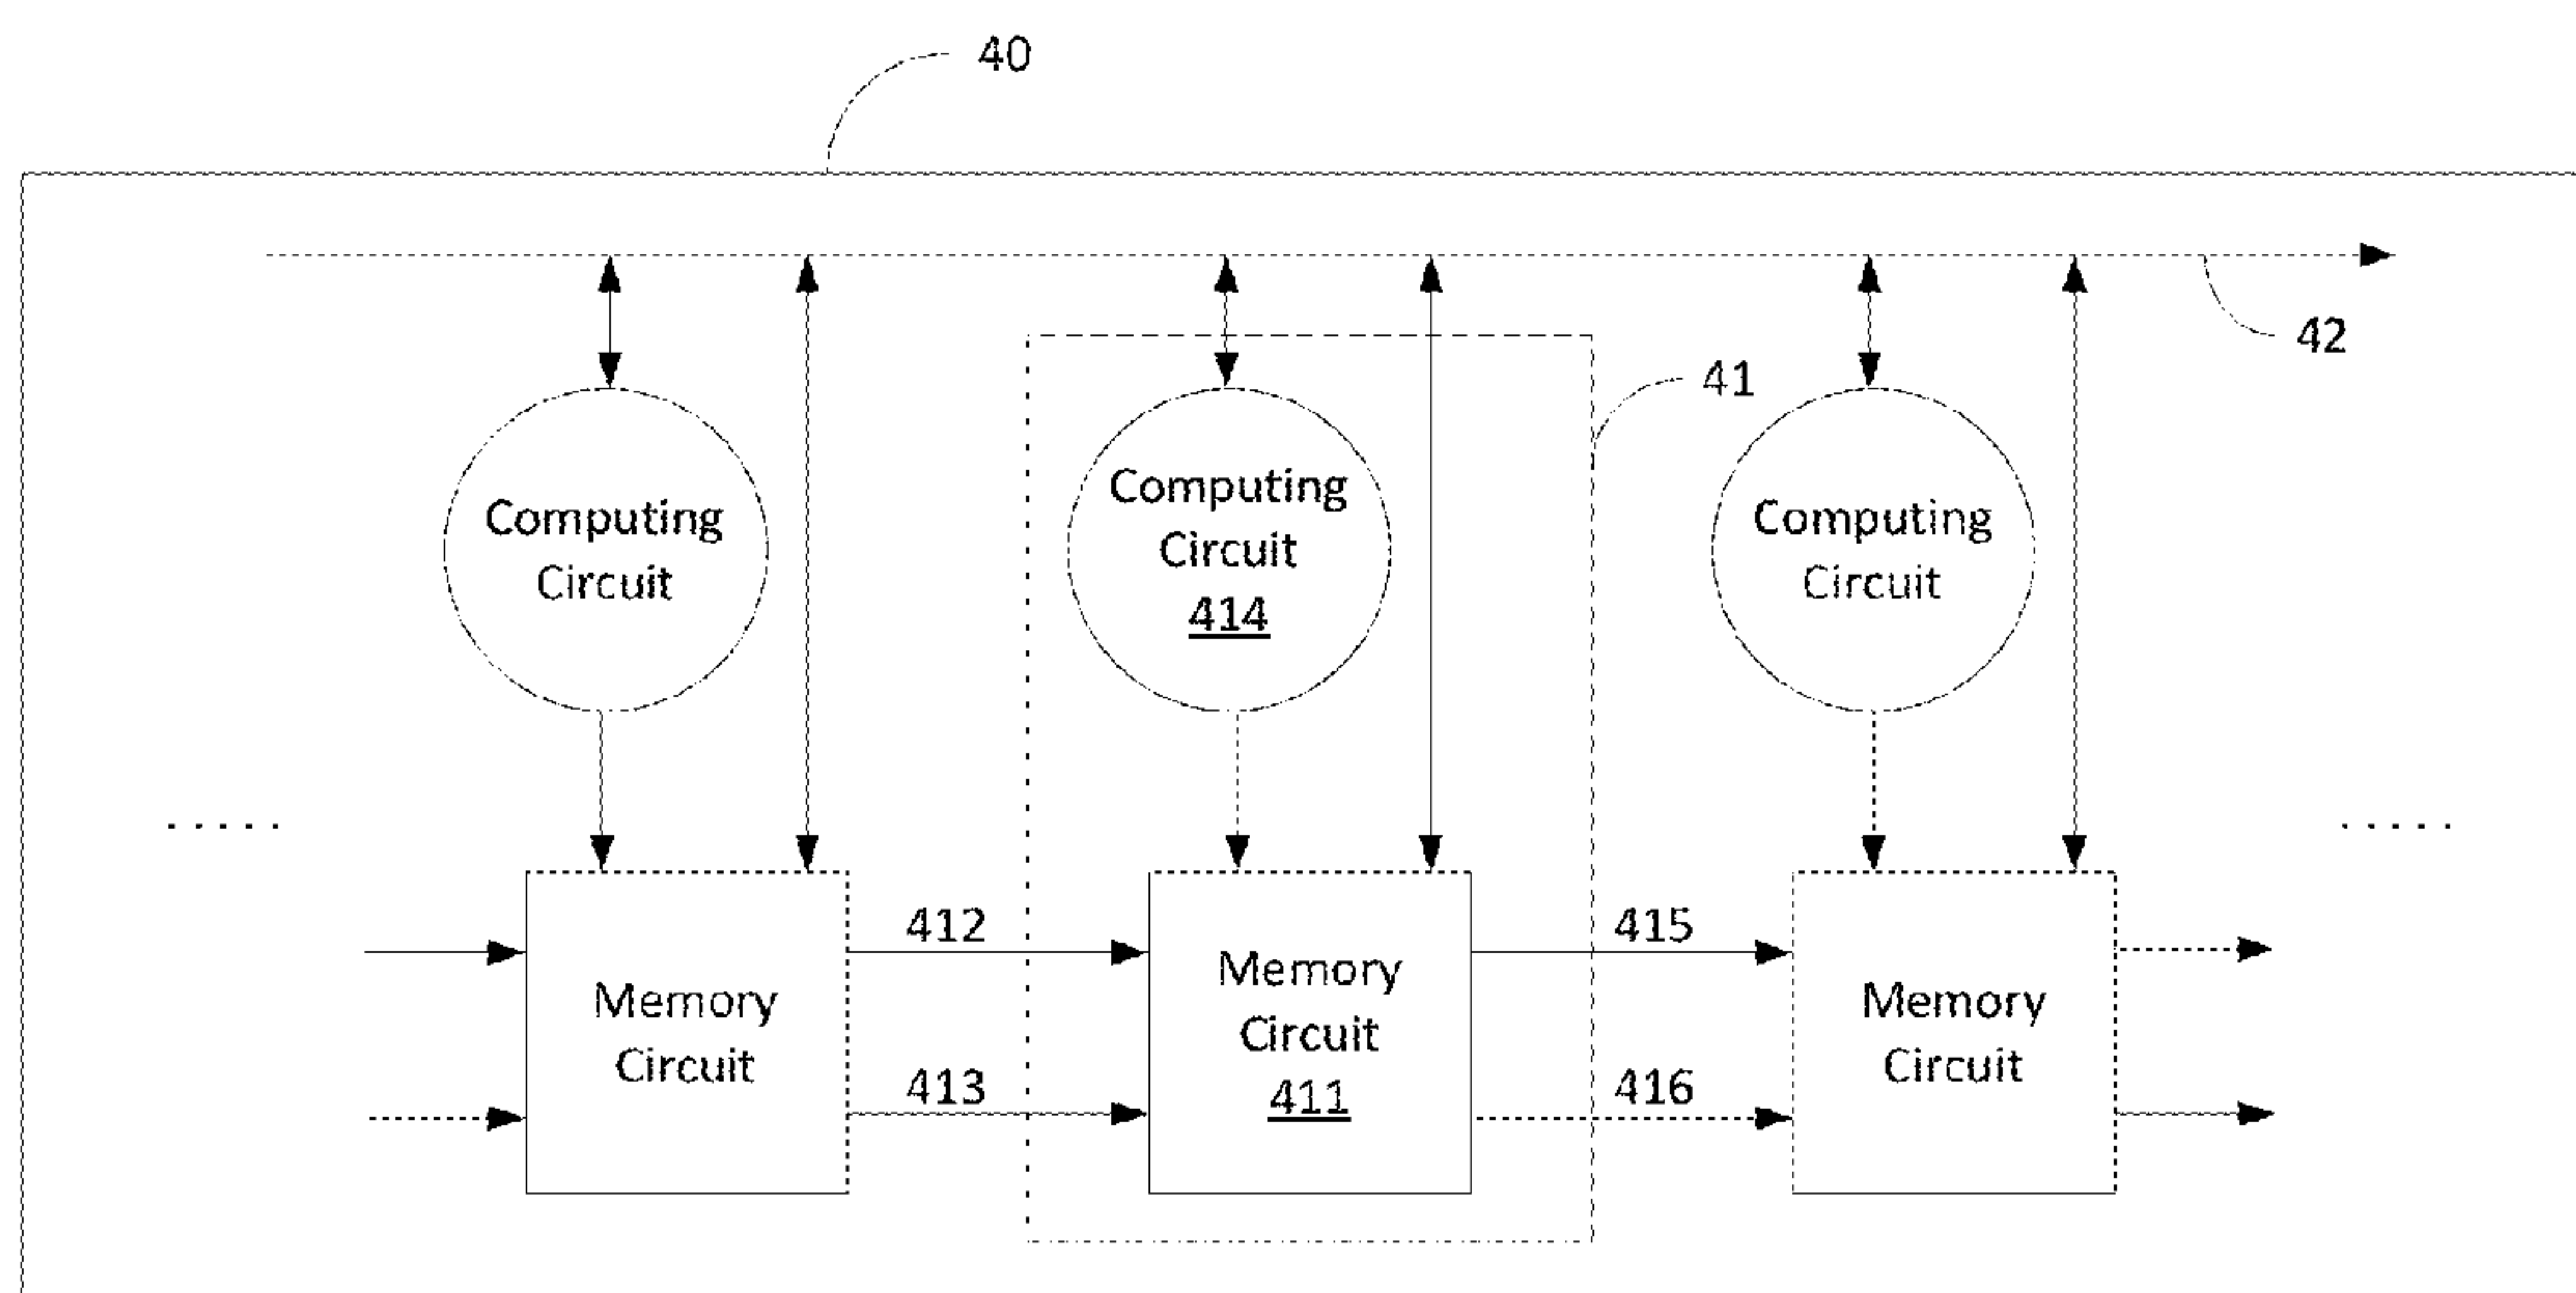 40
42
41
Computing
Circuit
Computing
Circuit
414
Computing
Circuit
.....
.....
412
415
Memory
Circuit
Memory
Circuit
411
Memory
Circuit
413
416